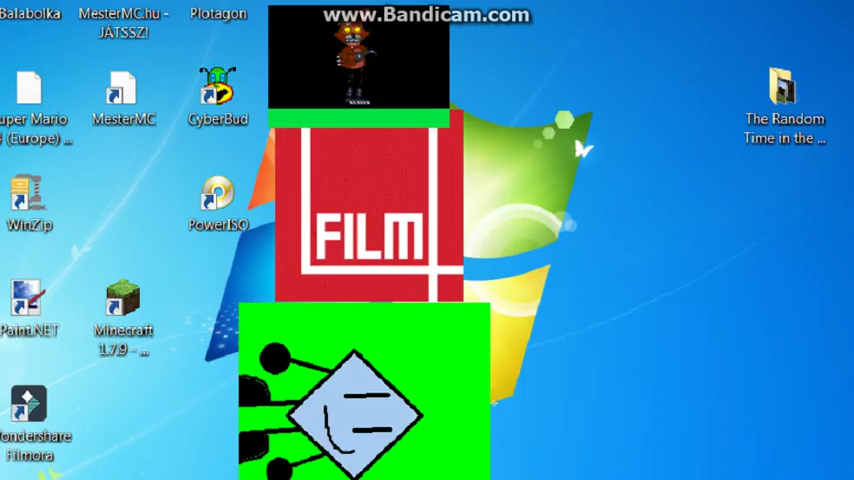 www.Bandicam.com
Balabolka
MesterMC.hu -
JÁTSSZ!
Plotagon
uper Mario
(Europe) ...
MesterMC
CyberBud
The Random
Time in the ...
WinZip
PowerISO
FILM
4
Paint.NET
Minecraft
1.7.9 - ...
ondershare
Filmora